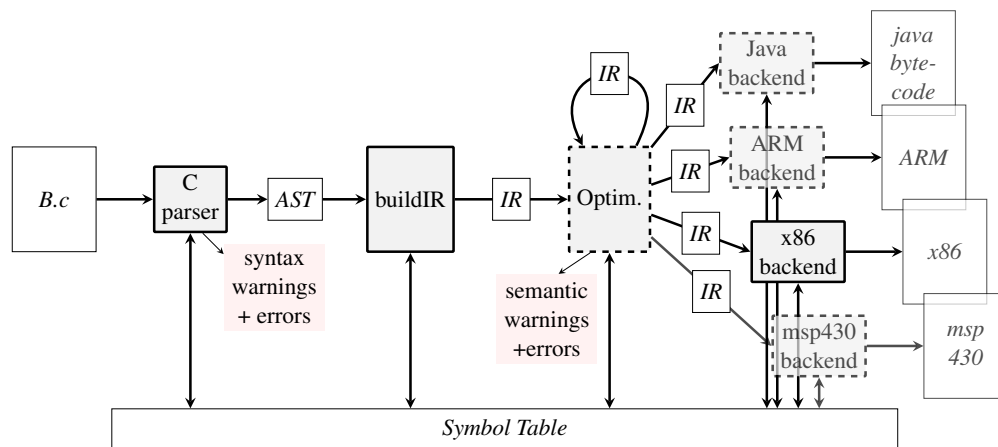 B.c
C
parser
AST
buildIR
IR
Optim.
IR
IR
IR
IR
IR
Java
backend
ARM
backend
x86
backend
msp430
backend
java
byte-
code
ARM
x86
msp
430
syntax
warnings
+ errors
semantic
warnings
+errors
Symbol Table